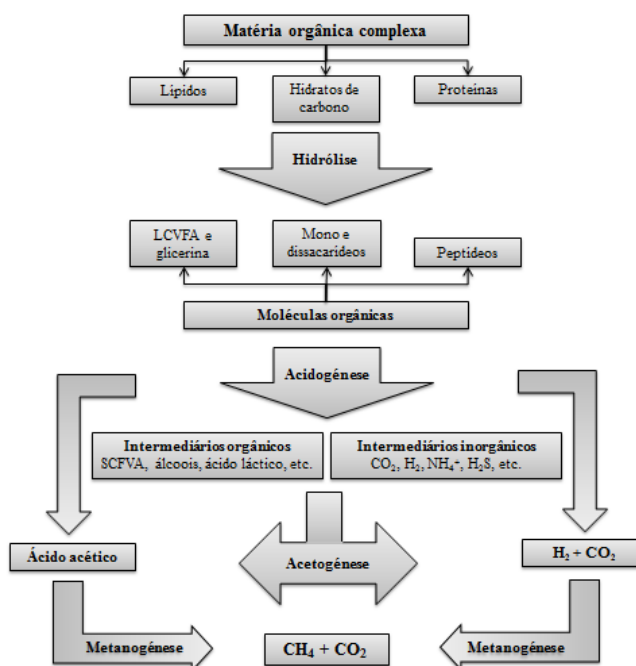 Matéria orgânica complexa
Lípidos
Hidratos de
carbono
Proteínas
Hidrólise
LCVFA e
glicerina
Mono e
dissacarídeos
Peptídeos
Moléculas orgânicas
Acidogénese
Intermediários orgânicos
SCFVA, álcoois, ácido láctico, etc.
Intermediários inorgânicos
CO₂, H₂, NH₄⁺, H₂S, etc.
Ácido acético
Acetogénese
H₂ + CO₂
Metanogénese
CH₄ + CO₂
Metanogénese